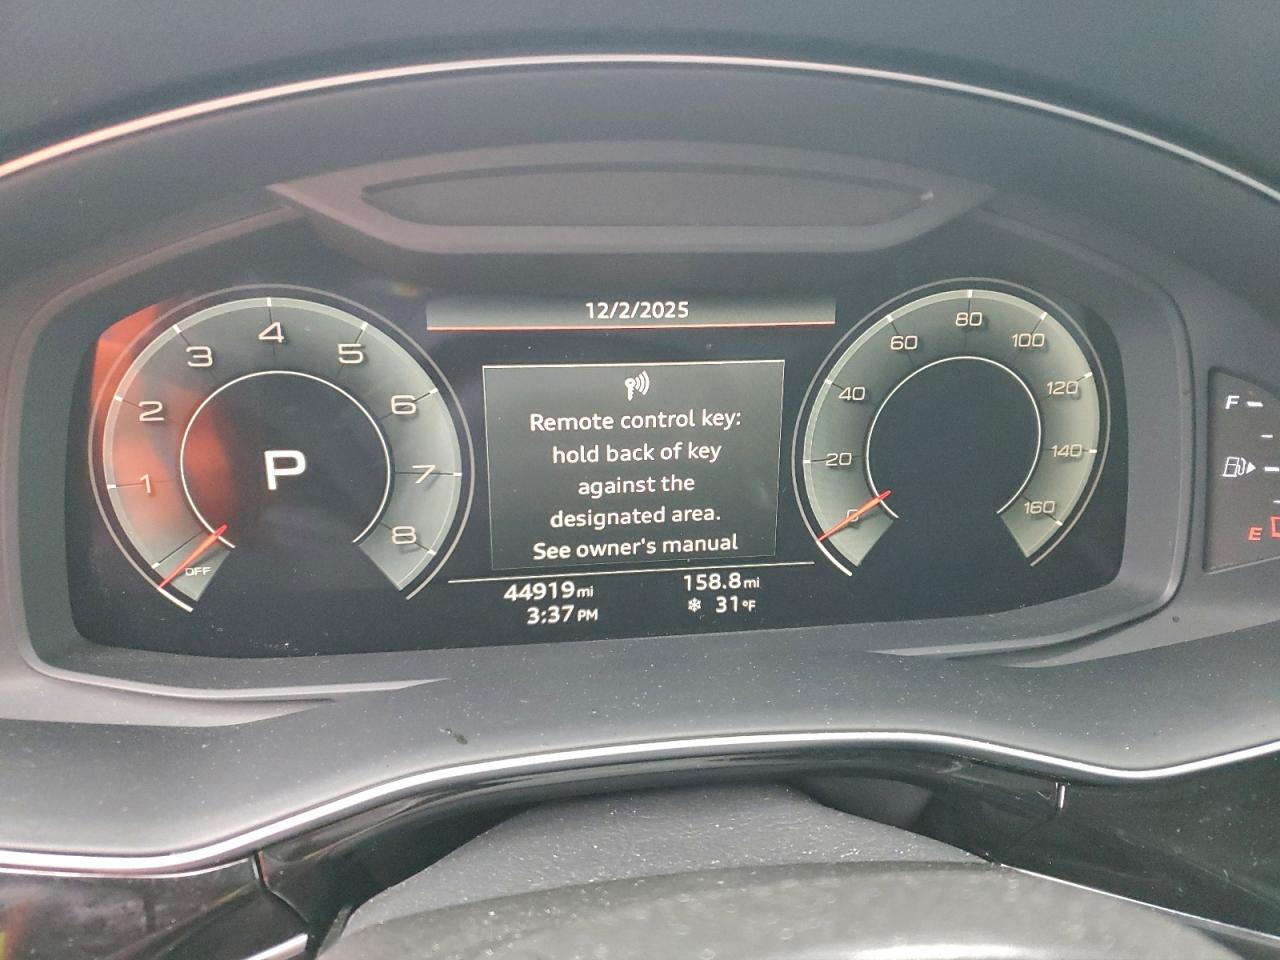 12/2/2025
Remote control key:
hold back of key
against the
designated area.
See owner's manual
44919mi 158.8mi
3:37PM 31°F
P
OFF
1
2
3
4
5
6
7
8
0
20
40
60
80
100
120
140
160
F
E